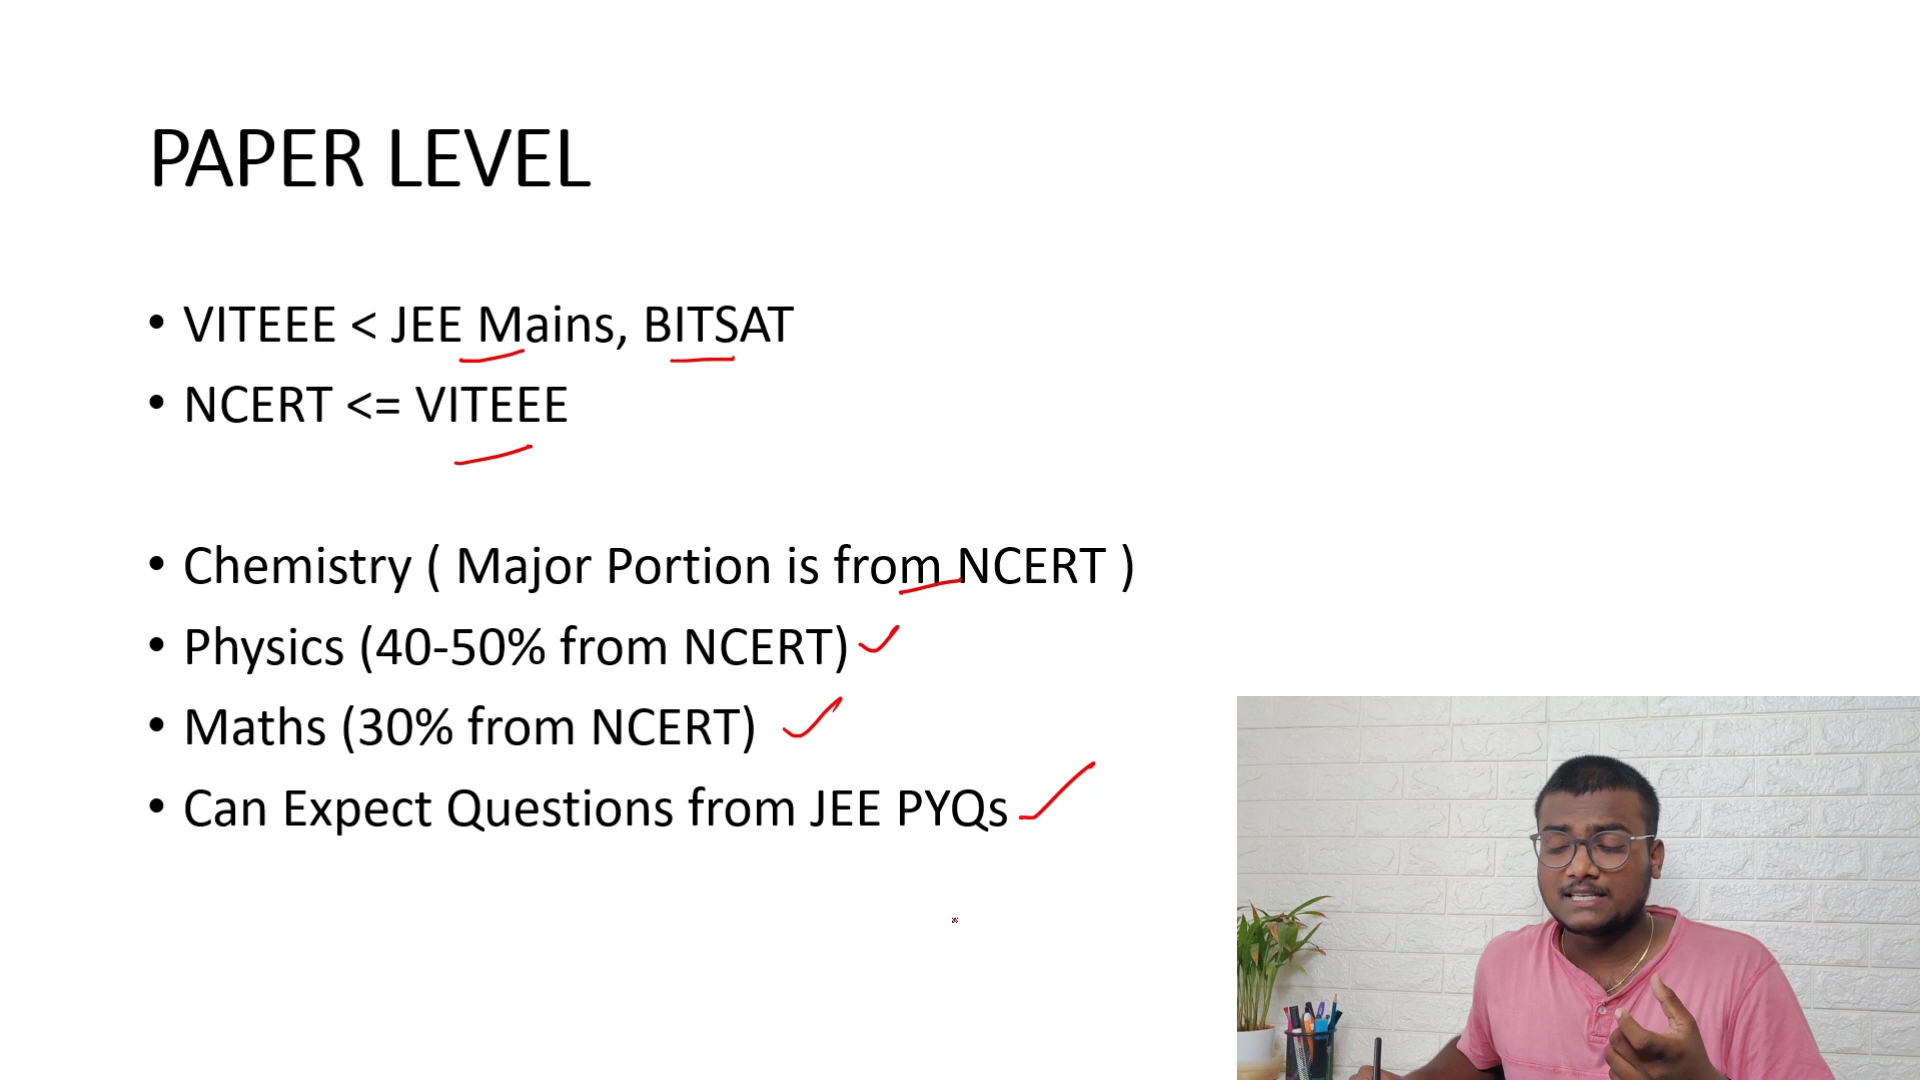 PAPER LEVEL
• VITEEE < JEE Mains, BITSAT
• NCERT <= VITEEE
• Chemistry ( Major Portion is from NCERT )
• Physics (40-50% from NCERT)
• Maths (30% from NCERT)
• Can Expect Questions from JEE PYQs